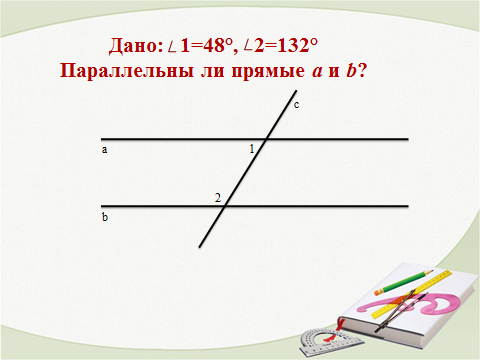 Дано: ∠1=48°, ∠2=132°
Параллельны ли прямые a и b?
c
a
1
2
b